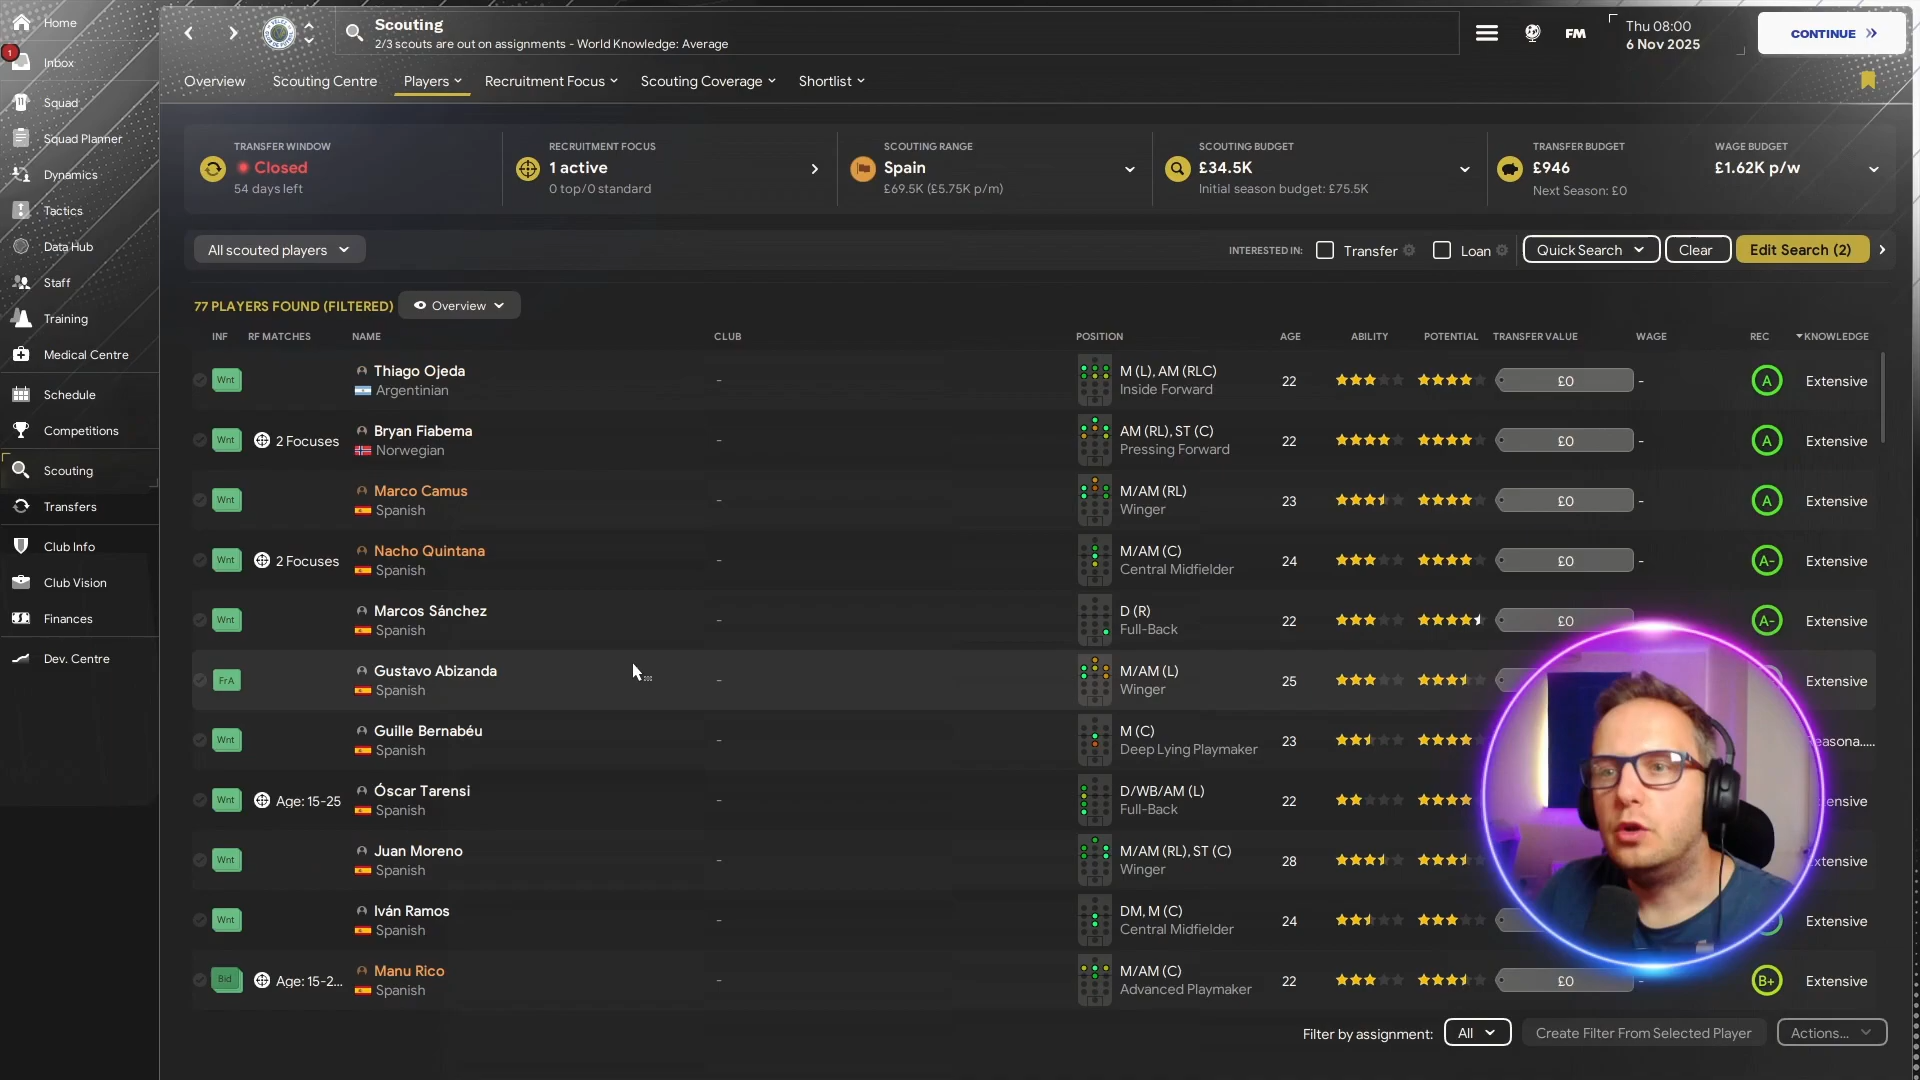 Home
1
Inbox
Squad
Squad Planner
Dynamics
Tactics
Data Hub
Staff
Training
Medical Centre
Schedule
Competitions
Scouting
Transfers
Club Info
Club Vision
Finances
Dev. Centre
Scouting
2/3 scouts are out on assignments - World Knowledge: Average
FM
Thu 08:00
6 Nov 2025
CONTINUE
Overview Scouting Centre Players Recruitment Focus Scouting Coverage Shortlist
TRANSFER WINDOW
Closed
54 days left
RECRUITMENT FOCUS
1 active
0 top/0 standard
SCOUTING RANGE
Spain
£69.5K (£5.75K p/m)
SCOUTING BUDGET
£34.5K
Initial season budget: £75.5K
TRANSFER BUDGET
£946
Next Season: £0
WAGE BUDGET
£1.62K p/w
All scouted players
INTERESTED IN: Transfer Loan Quick Search Clear Edit Search (2)
77 PLAYERS FOUND (FILTERED) Overview
INF RF MATCHES NAME CLUB POSITION AGE ABILITY POTENTIAL TRANSFER VALUE WAGE REC KNOWLEDGE
Wnt Thiago Ojeda - M (L), AM (RLC) 22 £0 - A Extensive
Argentinian Inside Forward
Wnt 2 Focuses Bryan Fiabema - AM (RL), ST (C) 22 £0 - A Extensive
Norwegian Pressing Forward
Wnt Marco Camus - M/AM (RL) 23 £0 - A Extensive
Spanish Winger
Wnt 2 Focuses Nacho Quintana - M/AM (C) 24 £0 - A- Extensive
Spanish Central Midfielder
Wnt Marcos Sánchez - D (R) 22 £0 A- Extensive
Spanish Full-Back
FrA Gustavo Abizanda - M/AM (L) 25 Extensive
Spanish Winger
Wnt Guille Bernabéu - M (C) 23 easona.....
Spanish Deep Lying Playmaker
Wnt Age: 15-25 Óscar Tarensi - D/WB/AM (L) 22 ensive
Spanish Full-Back
Wnt Juan Moreno - M/AM (RL), ST (C) 28 xtensive
Spanish Winger
Wnt Iván Ramos - DM, M (C) 24 Extensive
Spanish Central Midfielder
Bid Age: 15-2... Manu Rico - M/AM (C) 22 £0 - B+ Extensive
Spanish Advanced Playmaker
Filter by assignment: All Create Filter From Selected Player Actions...